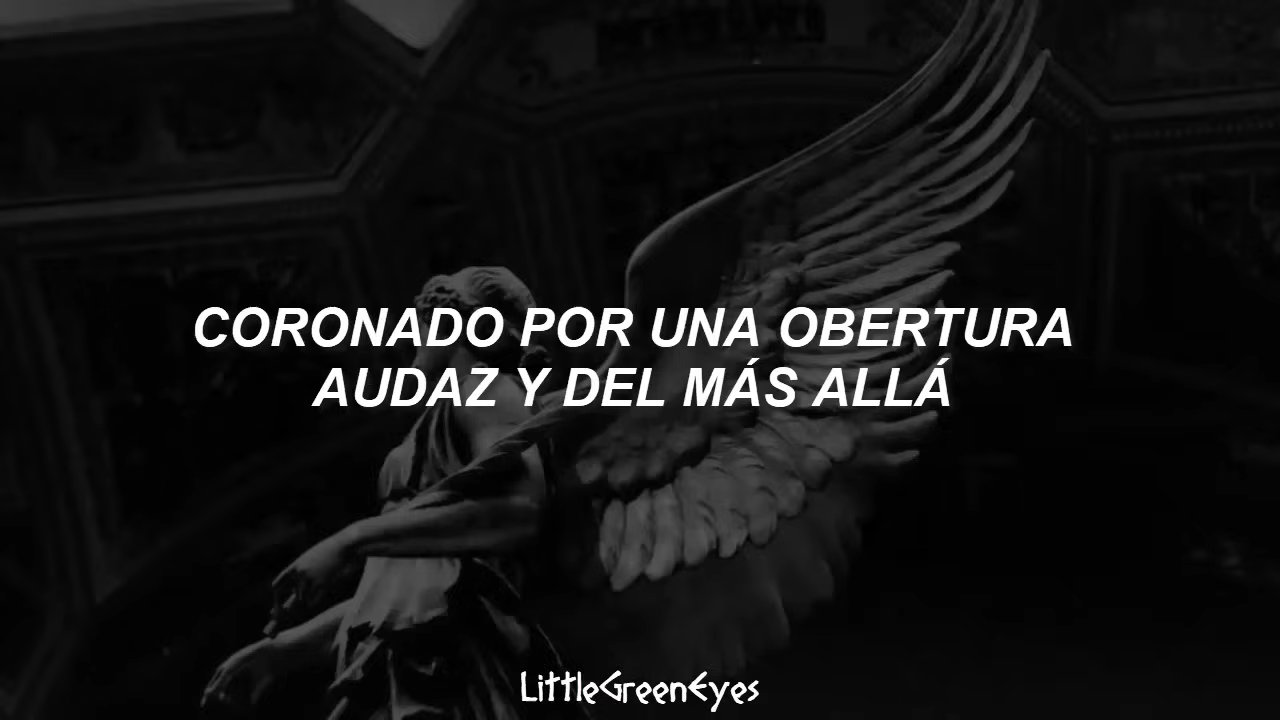 CORONADO POR UNA OBERTURA
AUDAZ Y DEL MÁS ALLÁ
LittleGreenEyes